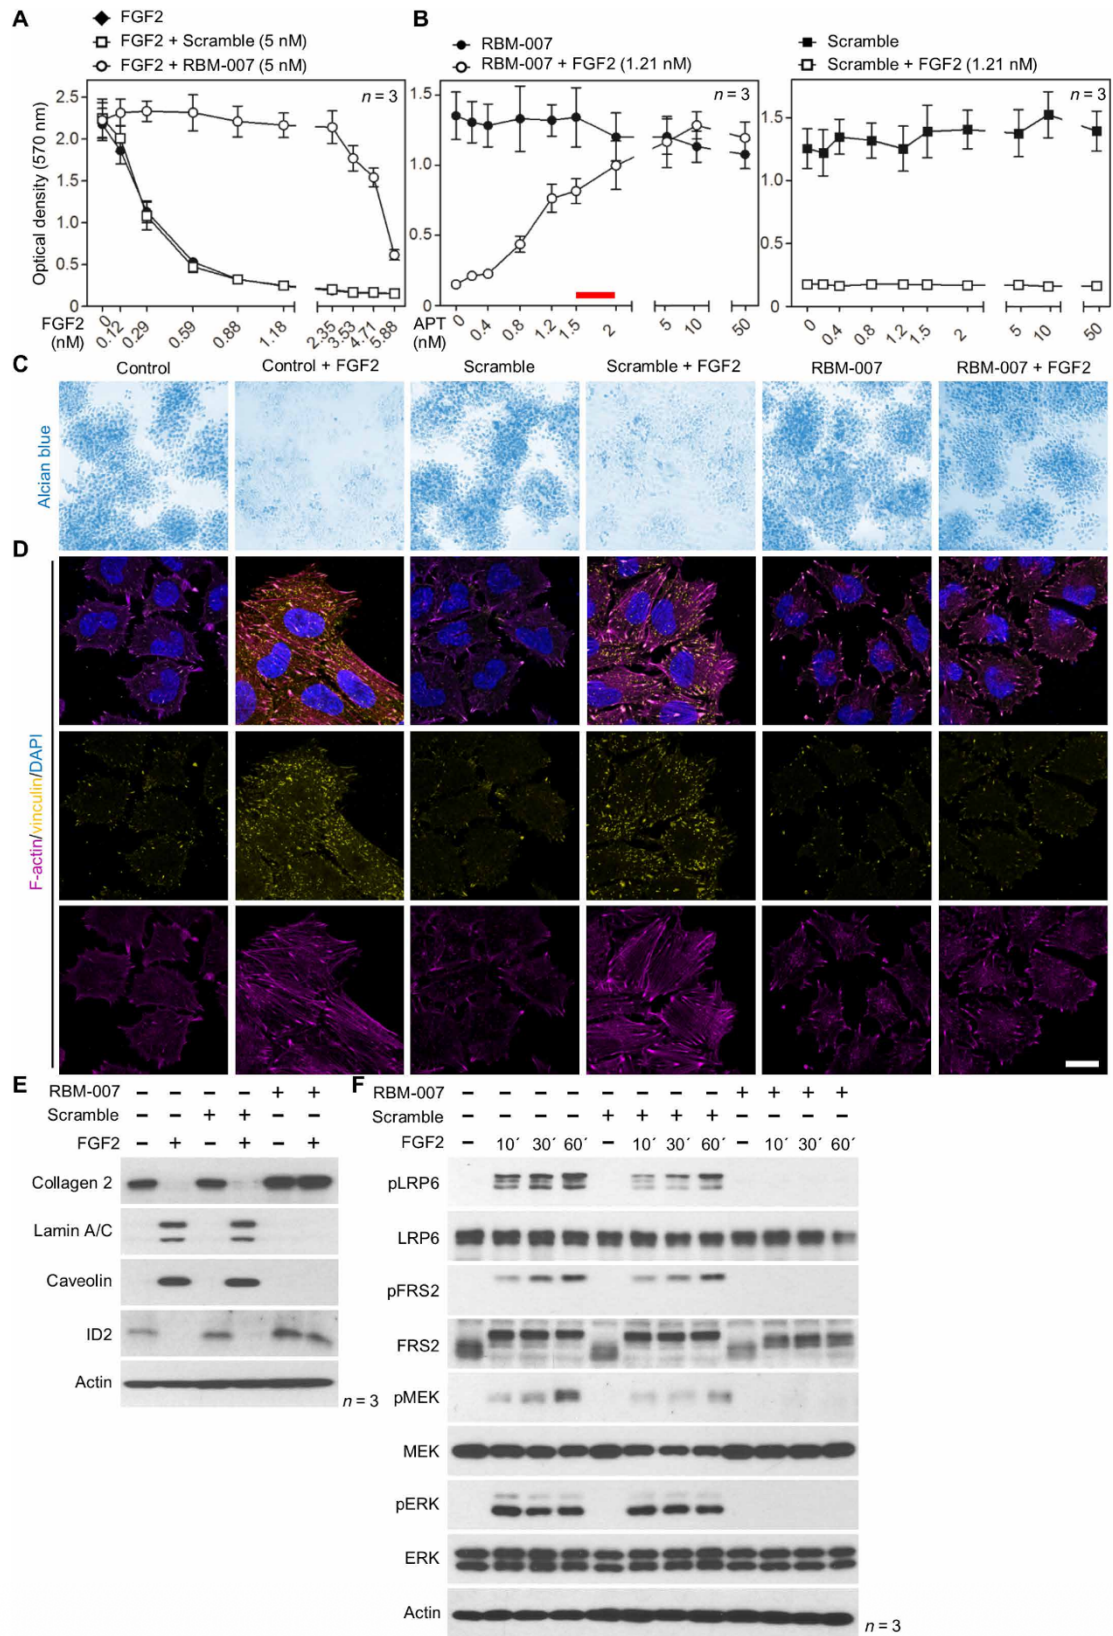 A
FGF2
FGF2 + Scramble (5 nM)
FGF2 + RBM-007 (5 nM)
n = 3
Optical density (570 nm)
2.5
2.0
1.5
1.0
0.5
0
FGF2
(nM)
0
0.12
0.29
0.59
0.88
1.18
2.35
3.53
4.71
5.88
B
RBM-007
RBM-007 + FGF2 (1.21 nM)
n = 3
1.5
1.0
0.5
0
APT
(nM)
0
0.4
0.8
1.2
1.5
2
5
10
50
Scramble
Scramble + FGF2 (1.21 nM)
n = 3
1.5
1.0
0.5
0
0
0.4
0.8
1.2
1.5
2
5
10
50
C
Control
Control + FGF2
Scramble
Scramble + FGF2
RBM-007
RBM-007 + FGF2
Alcian blue
D
F-actin/vinculin/DAPI
E
RBM-007 – – – – + +
Scramble – – + + – –
FGF2 – + – + – +
Collagen 2
Lamin A/C
Caveolin
ID2
Actin
n = 3
F
RBM-007 – – – – – – – – + + + +
Scramble – – – – + + + + – – – –
FGF2 – 10´ 30´ 60´ – 10´ 30´ 60´ – 10´ 30´ 60´
pLRP6
LRP6
pFRS2
FRS2
pMEK
MEK
pERK
ERK
Actin
n = 3